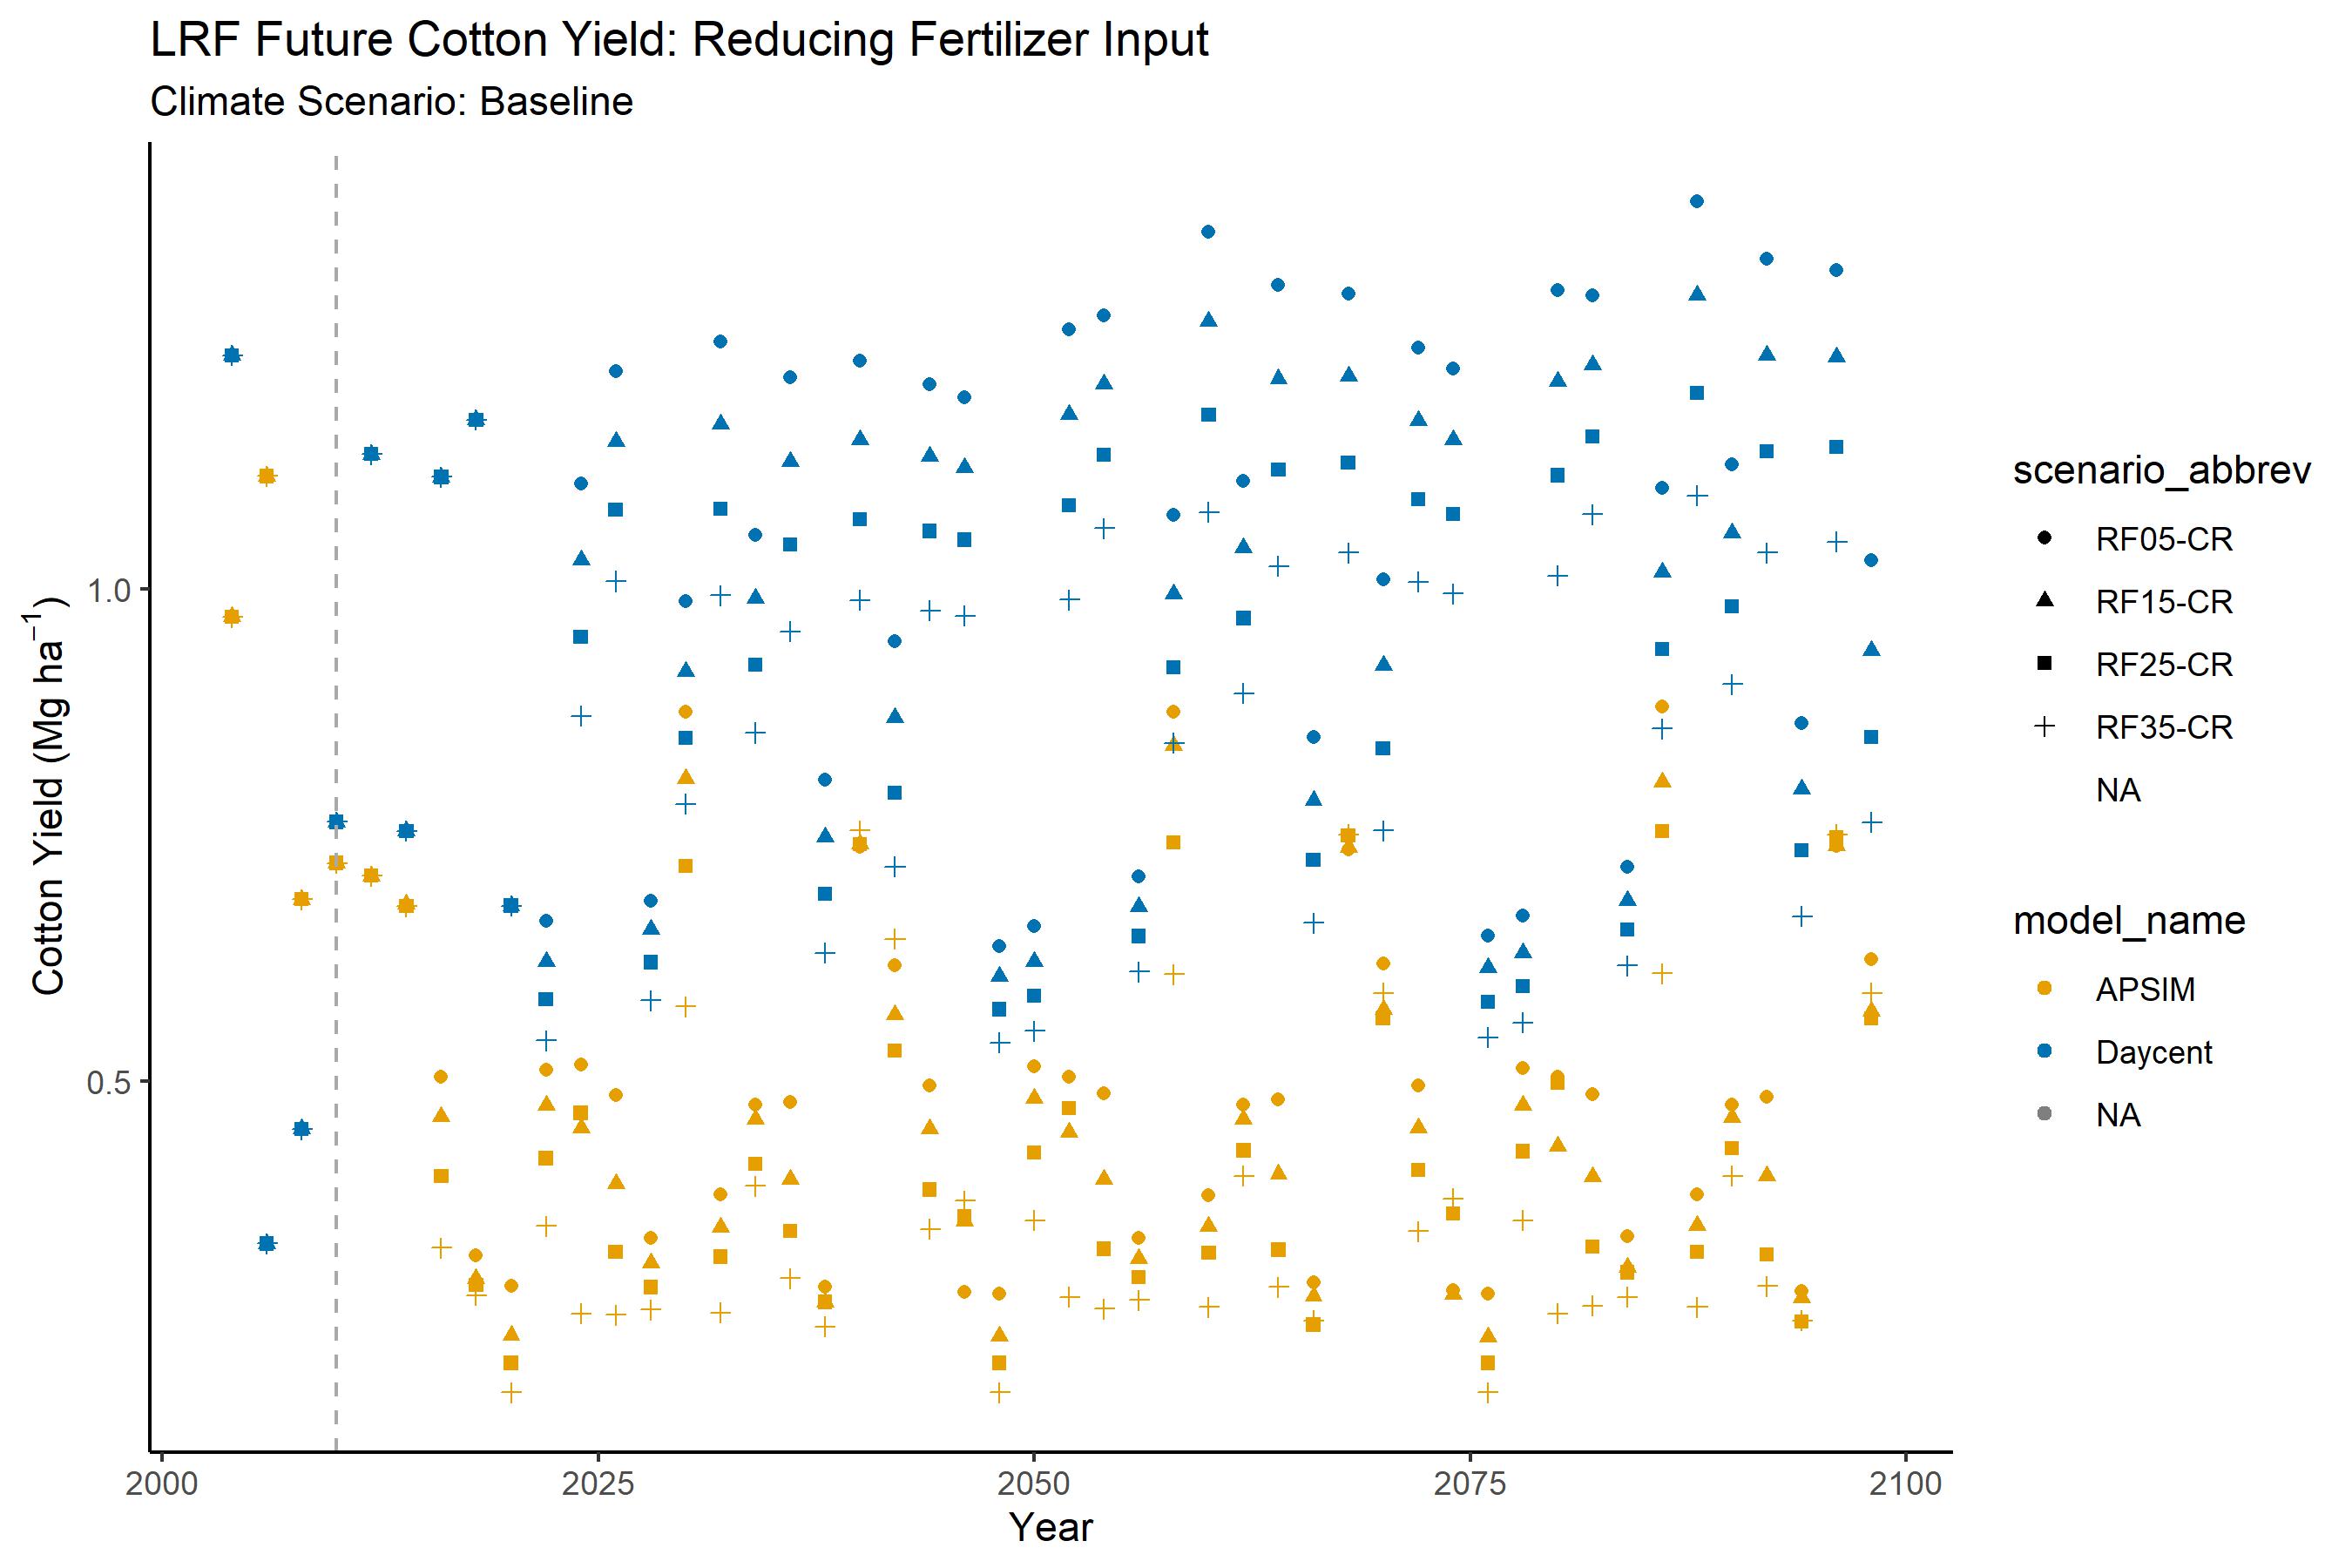 LRF Future Cotton Yield: Reducing Fertilizer Input
Climate Scenario: Baseline
Cotton Yield (Mg ha⁻¹)
1.0
0.5
2000
2025
2050
2075
2100
Year
scenario_abbrev
RF05-CR
RF15-CR
RF25-CR
RF35-CR
NA
model_name
APSIM
Daycent
NA